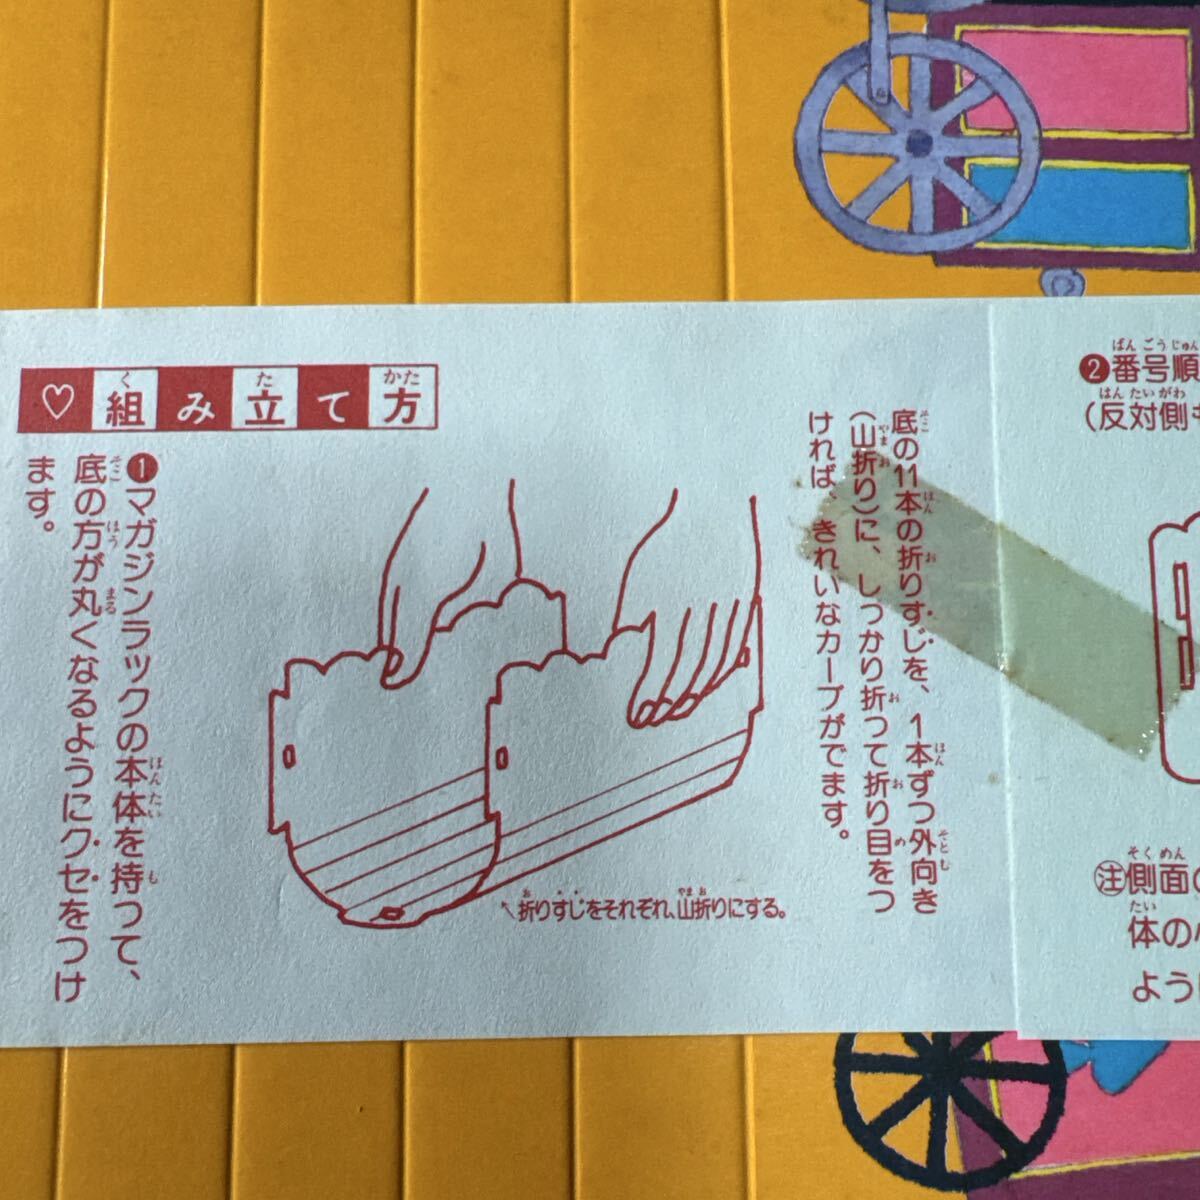 ♡組み立て方
❶マガジンラックの本体を持って、
底の方が丸くなるようにクセをつけ
ます。
底の11本の折りすじを、1本ずつ外向き
(山折り)に、しっかり折って折り目をつ
ければ、きれいなカーブがでます。
折りすじをそれぞれ、山折りにする。
❷番号順
(反対側も
㊟側面の
体の
よう